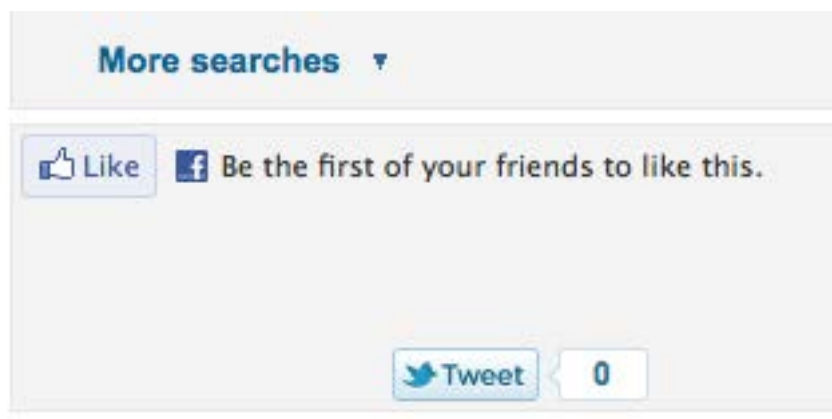 More searches
Like Be the first of your friends to like this.
Tweet 0